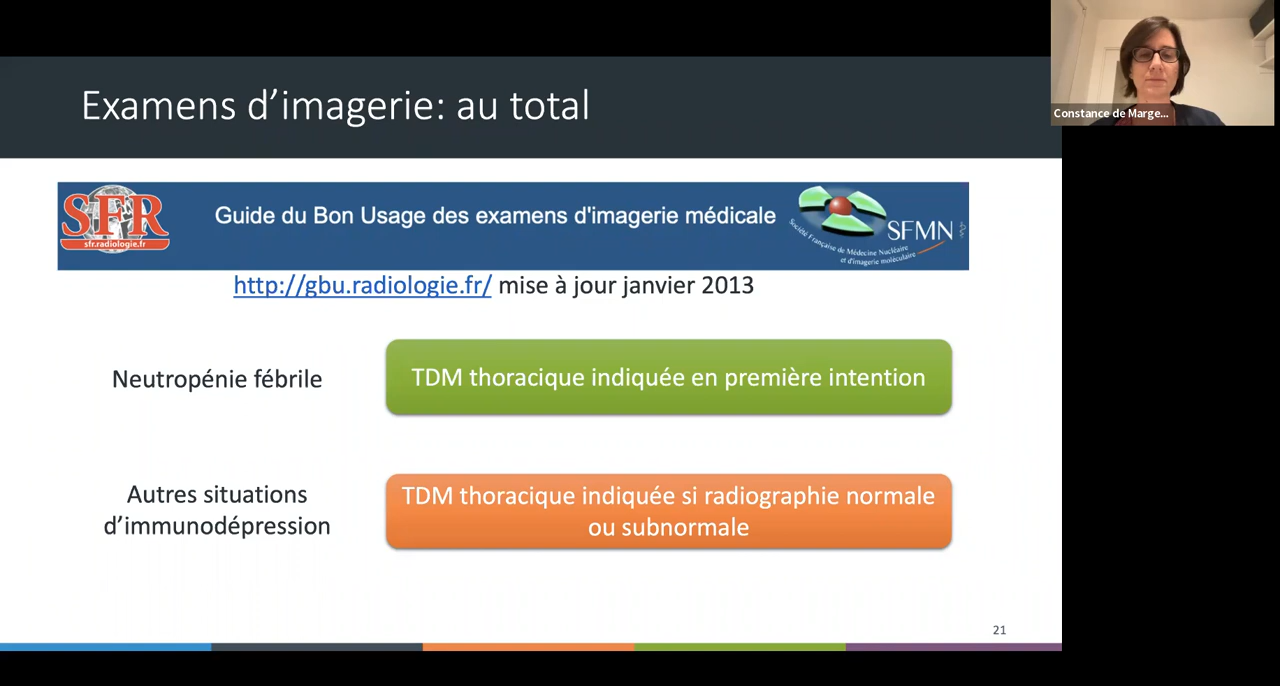 Examens d’imagerie: au total
Constance de Marge...
SFR
sfr.radiologie.fr
Guide du Bon Usage des examens d'imagerie médicale
SFMN
Société Française de Médecine Nucléaire
et d'imagerie moléculaire
http://gbu.radiologie.fr/ mise à jour janvier 2013
Neutropénie fébrile
TDM thoracique indiquée en première intention
Autres situations
d’immunodépression
TDM thoracique indiquée si radiographie normale
ou subnormale
21